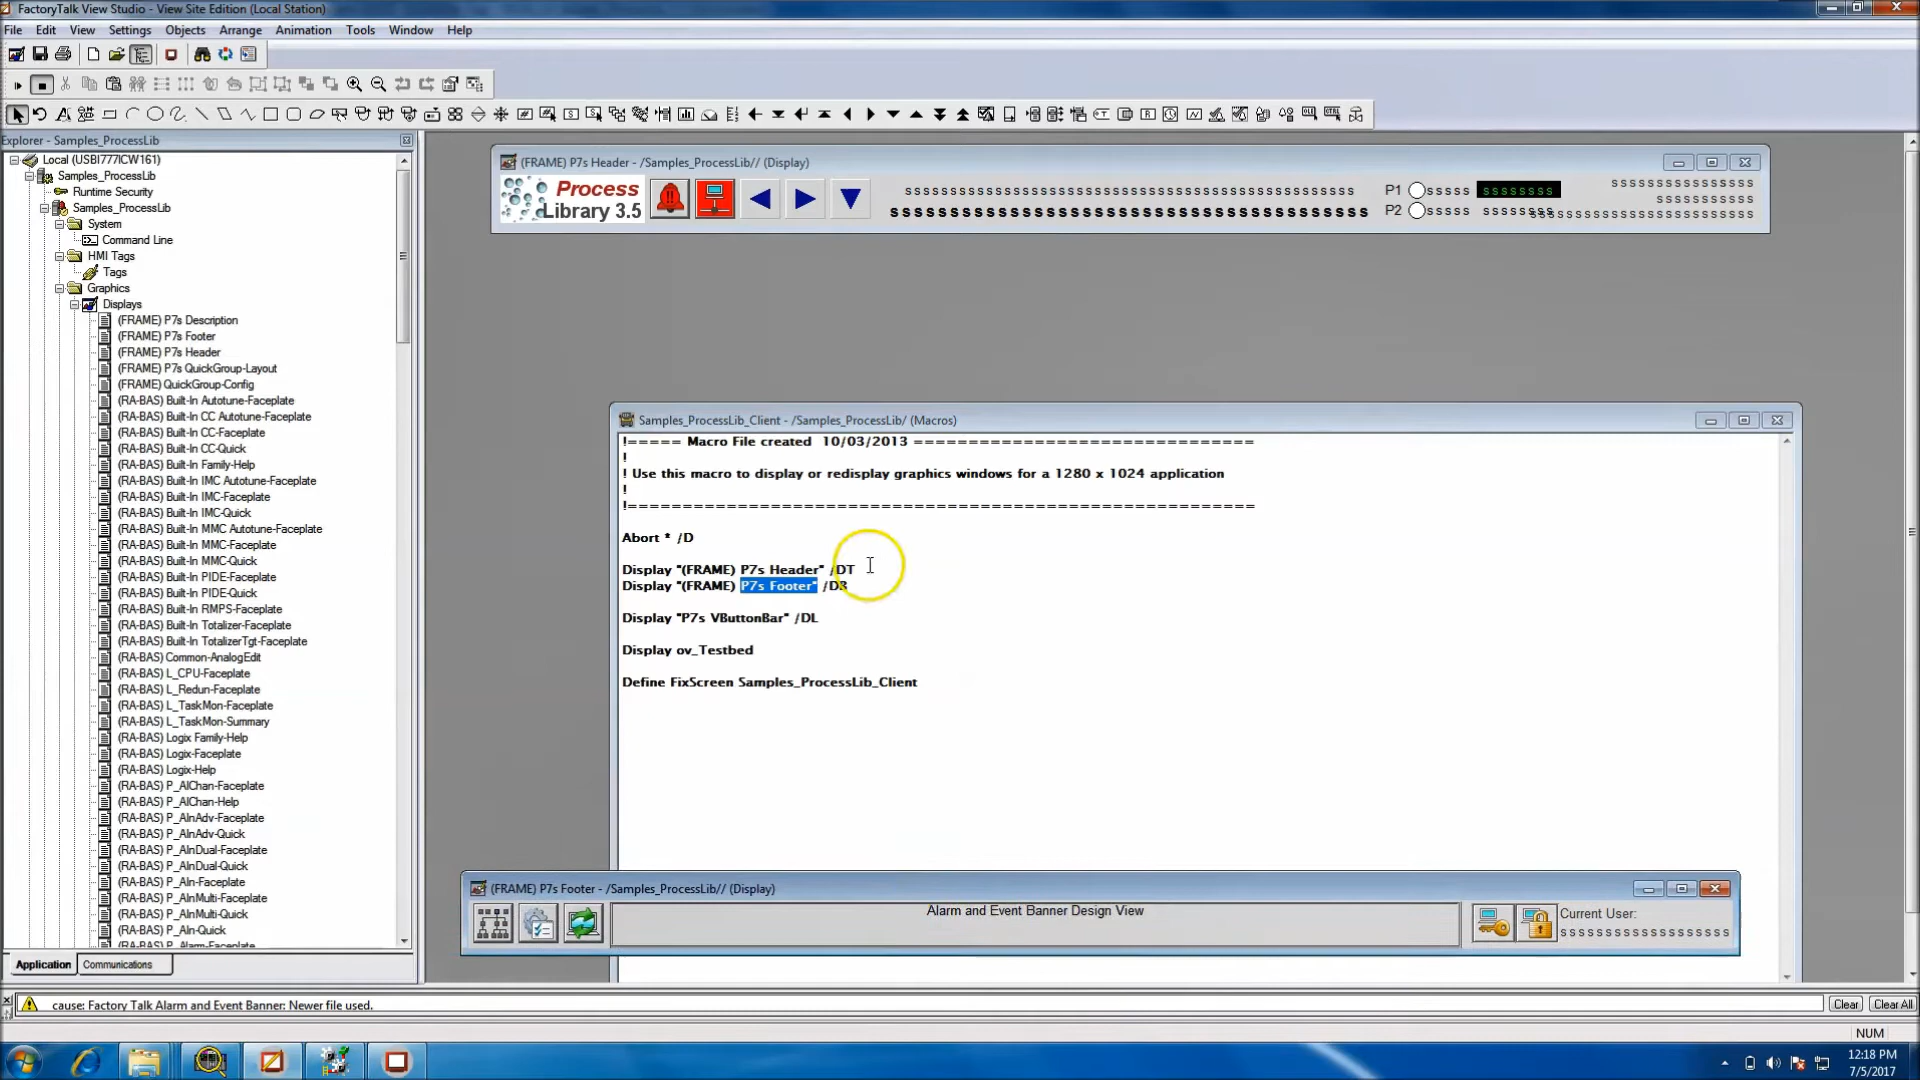 FactoryTalk View Studio - View Site Edition (Local Station)
File Edit View Settings Objects Arrange Animation Tools Window Help
Explorer - Samples_ProcessLib
Local (USBI777ICW161)
Samples_ProcessLib
Runtime Security
Samples_ProcessLib
System
Command Line
HMI Tags
Tags
Graphics
Displays
(FRAME) P7s Description
(FRAME) P7s Footer
(FRAME) P7s Header
(FRAME) P7s QuickGroup-Layout
(FRAME) QuickGroup-Config
(RA-BAS) Built-In Autotune-Faceplate
(RA-BAS) Built-In CC Autotune-Faceplate
(RA-BAS) Built-In CC-Faceplate
(RA-BAS) Built-In CC-Quick
(RA-BAS) Built-In Family-Help
(RA-BAS) Built-In IMC Autotune-Faceplate
(RA-BAS) Built-In IMC-Faceplate
(RA-BAS) Built-In IMC-Quick
(RA-BAS) Built-In MMC Autotune-Faceplate
(RA-BAS) Built-In MMC-Faceplate
(RA-BAS) Built-In MMC-Quick
(RA-BAS) Built-In PIDE-Faceplate
(RA-BAS) Built-In PIDE-Quick
(RA-BAS) Built-In RMPS-Faceplate
(RA-BAS) Built-In Totalizer-Faceplate
(RA-BAS) Built-In TotalizerTgt-Faceplate
(RA-BAS) Common-AnalogEdit
(RA-BAS) L_CPU-Faceplate
(RA-BAS) L_Redun-Faceplate
(RA-BAS) L_TaskMon-Faceplate
(RA-BAS) L_TaskMon-Summary
(RA-BAS) Logix Family-Help
(RA-BAS) Logix-Faceplate
(RA-BAS) Logix-Help
(RA-BAS) P_AIChan-Faceplate
(RA-BAS) P_AIChan-Help
(RA-BAS) P_AInAdv-Faceplate
(RA-BAS) P_AInAdv-Quick
(RA-BAS) P_AInDual-Faceplate
(RA-BAS) P_AInDual-Quick
(RA-BAS) P_AIn-Faceplate
(RA-BAS) P_AInMulti-Faceplate
(RA-BAS) P_AInMulti-Quick
(RA-BAS) P_AIn-Quick
(RA-BAS) P_Alarm-Faceplate
Application Communications
(FRAME) P7s Header - /Samples_ProcessLib// (Display)
Process
Library 3.5
P1 sssss ssssssss
P2 sssss
Samples_ProcessLib_Client - /Samples_ProcessLib/ (Macros)
!===== Macro File created 10/03/2013 ===============================
!
! Use this macro to display or redisplay graphics windows for a 1280 x 1024 application
!
!=========================================================
Abort * /D
Display "(FRAME) P7s Header" /DT
Display "(FRAME) P7s Footer" /DB
Display "P7s VButtonBar" /DL
Display ov_Testbed
Define FixScreen Samples_ProcessLib_Client
(FRAME) P7s Footer - /Samples_ProcessLib// (Display)
Alarm and Event Banner Design View
Current User:
ssssssssssssssssss
cause: Factory Talk Alarm and Event Banner: Newer file used.
Clear Clear All
NUM
12:18 PM
7/5/2017